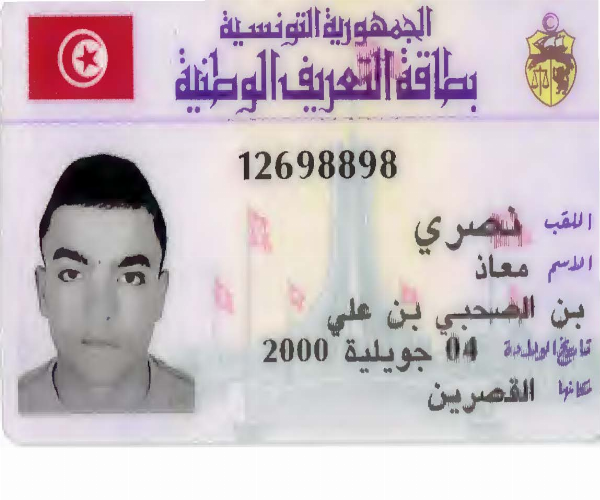 الجمهورية التونسية
بطاقة التعريف الوطنية
12698898
اللقب نصري
الاسم معاذ
بن الصحبي بن علي
تاريخ الولادة 04 جويلية 2000
مكانها القصرين